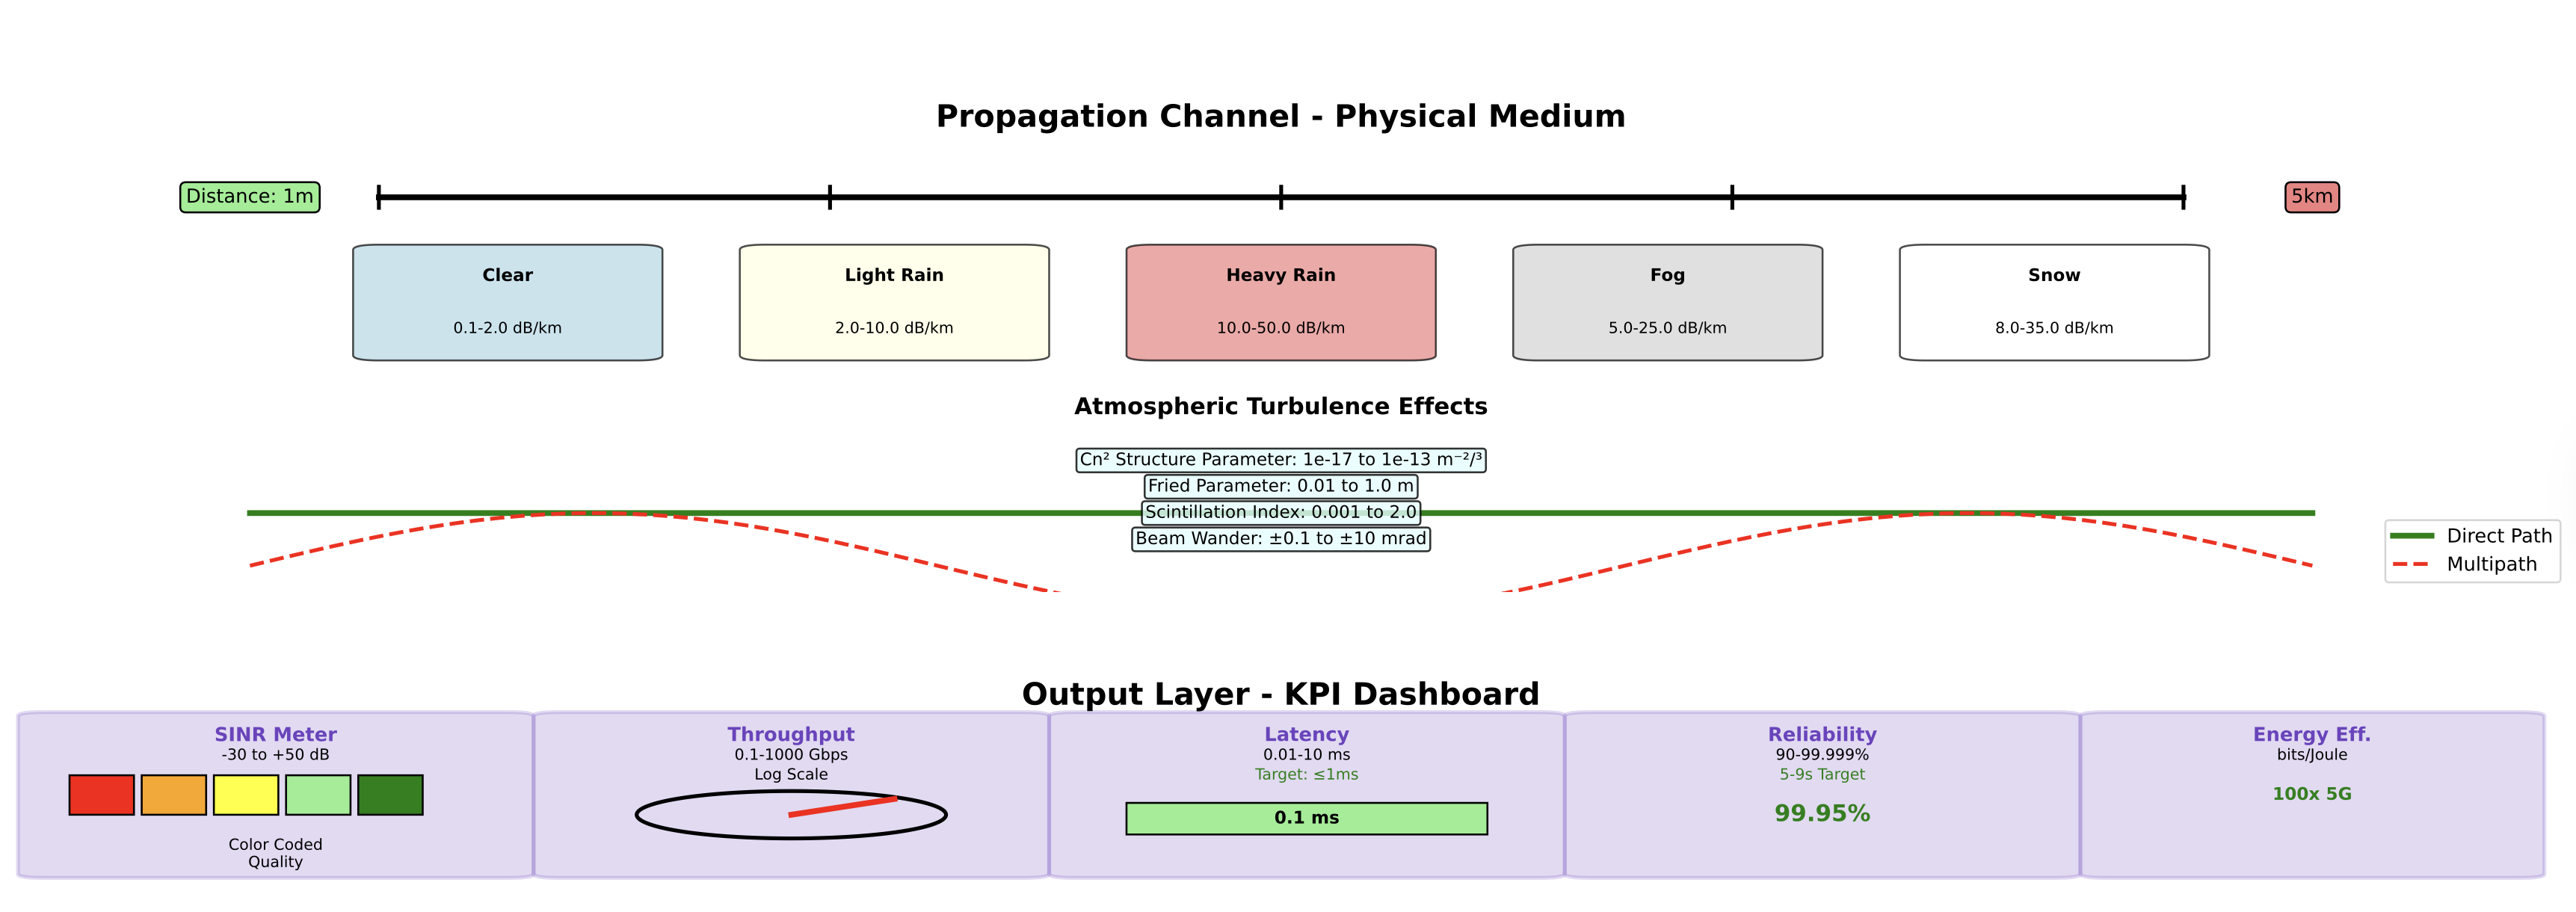 Propagation Channel - Physical Medium
Distance: 1m
5km
Clear
0.1-2.0 dB/km
Light Rain
2.0-10.0 dB/km
Heavy Rain
10.0-50.0 dB/km
Fog
5.0-25.0 dB/km
Snow
8.0-35.0 dB/km
Atmospheric Turbulence Effects
Cn² Structure Parameter: 1e-17 to 1e-13 m⁻²/³
Fried Parameter: 0.01 to 1.0 m
Scintillation Index: 0.001 to 2.0
Beam Wander: ±0.1 to ±10 mrad
Direct Path
Multipath
Output Layer - KPI Dashboard
SINR Meter
-30 to +50 dB
Color Coded
Quality
Throughput
0.1-1000 Gbps
Log Scale
Latency
0.01-10 ms
Target: ≤1ms
0.1 ms
Reliability
90-99.999%
5-9s Target
99.95%
Energy Eff.
bits/Joule
100x 5G